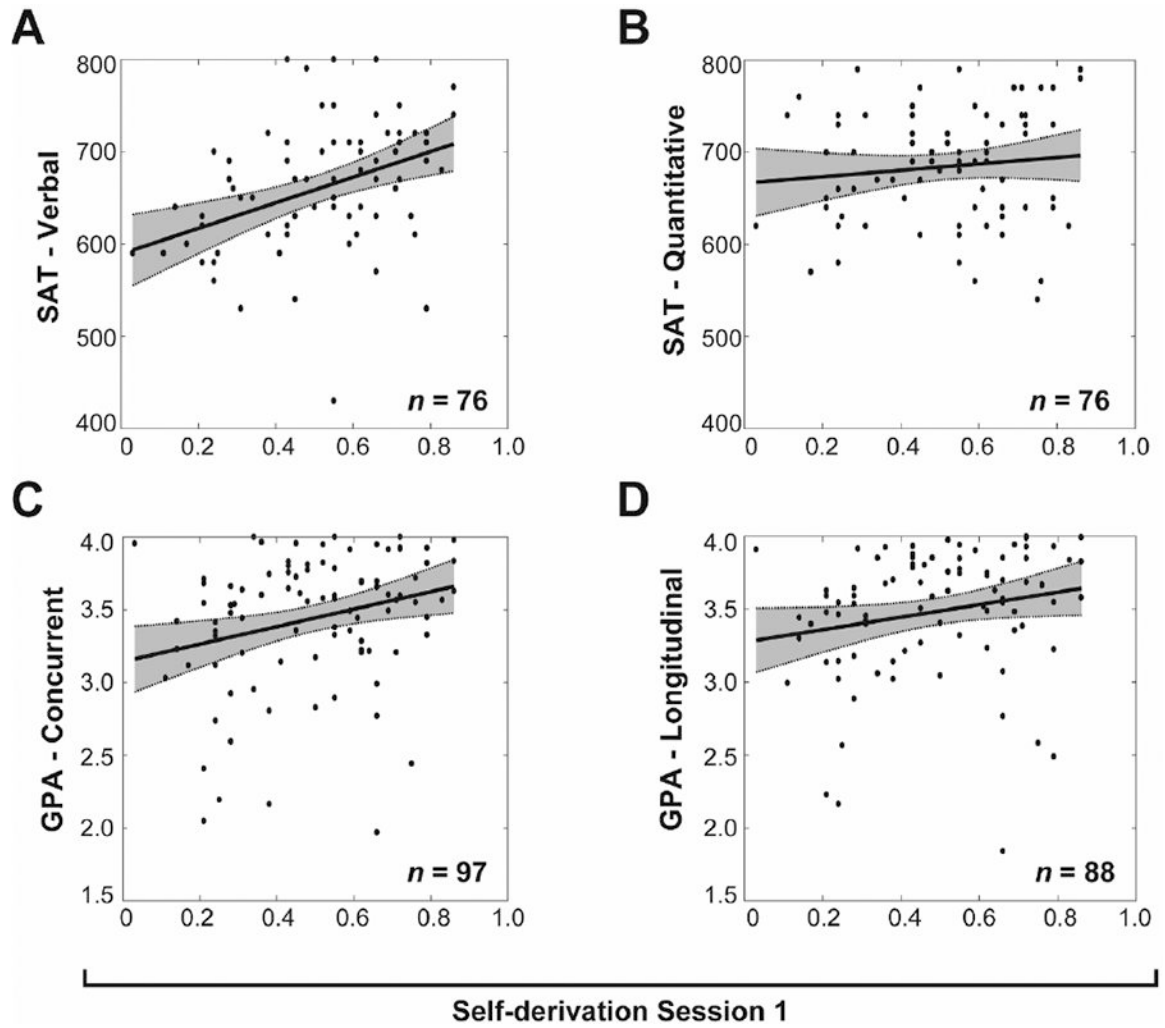 A
B
SAT - Verbal
800
700
600
500
400
0 0.2 0.4 0.6 0.8 1.0
n = 76
SAT - Quantitative
800
700
600
500
400
0 0.2 0.4 0.6 0.8 1.0
n = 76
C
D
GPA - Concurrent
4.0
3.5
3.0
2.5
2.0
1.5
0 0.2 0.4 0.6 0.8 1.0
n = 97
GPA - Longitudinal
4.0
3.5
3.0
2.5
2.0
1.5
0 0.2 0.4 0.6 0.8 1.0
n = 88
Self-derivation Session 1